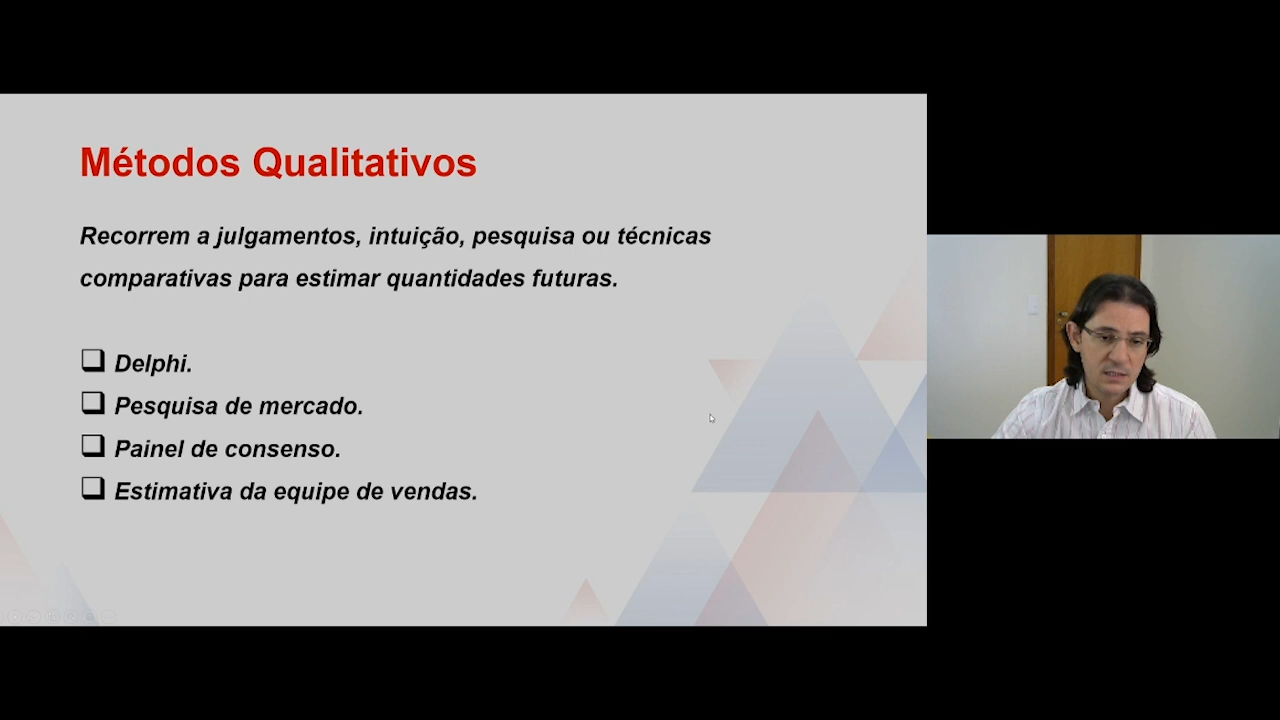 Métodos Qualitativos
Recorrem a julgamentos, intuição, pesquisa ou técnicas
comparativas para estimar quantidades futuras.
Delphi.
Pesquisa de mercado.
Painel de consenso.
Estimativa da equipe de vendas.